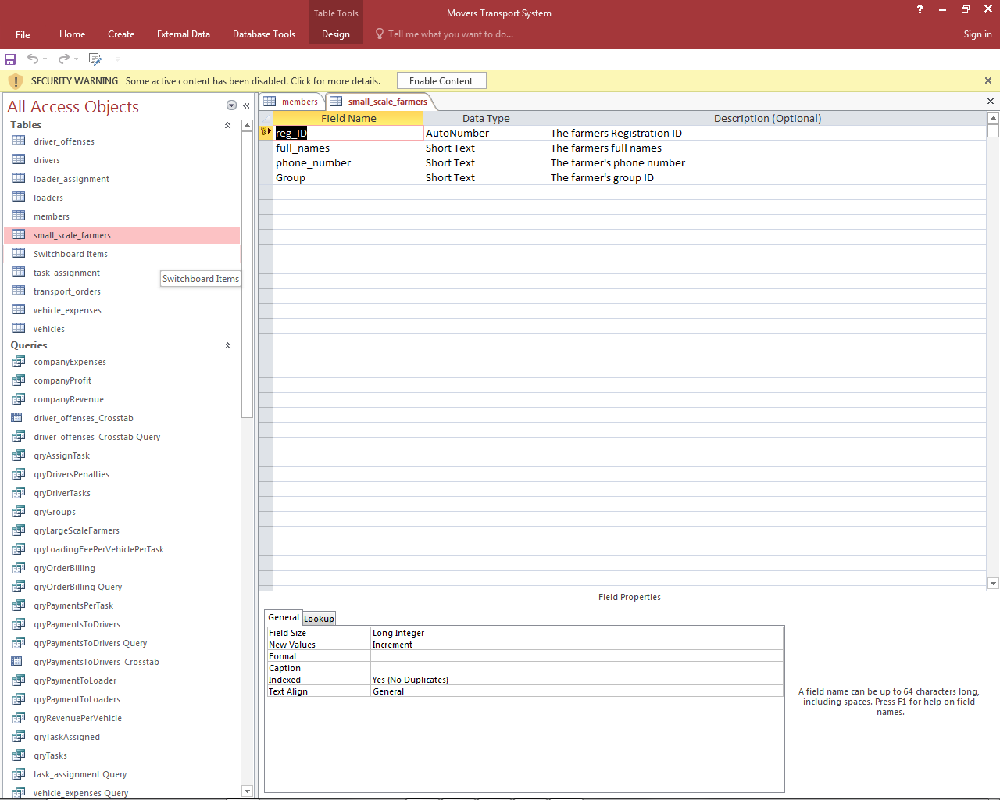 Table Tools
Movers Transport System
?
File
Home
Create
External Data
Database Tools
Design
Tell me what you want to do...
Sign in
SECURITY WARNING Some active content has been disabled. Click for more details.
Enable Content
All Access Objects
«
Tables
driver_offenses
drivers
loader_assignment
loaders
members
small_scale_farmers
Switchboard Items
Switchboard Items
task_assignment
transport_orders
vehicle_expenses
vehicles
Queries
companyExpenses
companyProfit
companyRevenue
driver_offenses_Crosstab
driver_offenses_Crosstab Query
qryAssignTask
qryDriversPenalties
qryDriverTasks
qryGroups
qryLargeScaleFarmers
qryLoadingFeePerVehiclePerTask
qryOrderBilling
qryOrderBilling Query
qryPaymentsPerTask
qryPaymentsToDrivers
qryPaymentsToDrivers Query
qryPaymentsToDrivers_Crosstab
qryPaymentToLoader
qryPaymentToLoaders
qryRevenuePerVehicle
qryTaskAssigned
qryTasks
task_assignment Query
vehicle_expenses Query
members
small_scale_farmers
Field Name Data Type Description (Optional)
reg_ID AutoNumber The farmers Registration ID
full_names Short Text The farmers full names
phone_number Short Text The farmer's phone number
Group Short Text The farmer's group ID
Field Properties
General Lookup
Field Size Long Integer
New Values Increment
Format
Caption
Indexed Yes (No Duplicates)
Text Align General
A field name can be up to 64 characters long,
including spaces. Press F1 for help on field
names.